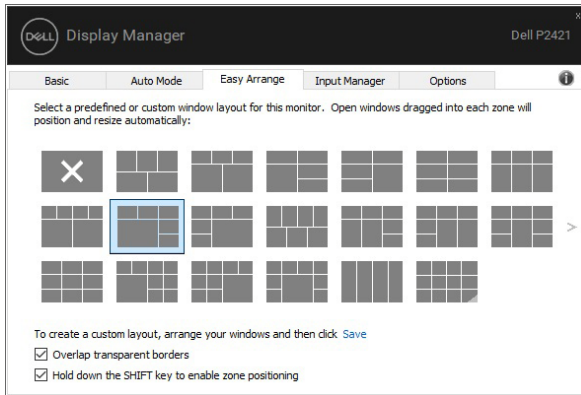 x
DELL Display Manager Dell P2421
Basic Auto Mode Easy Arrange Input Manager Options i
Select a predefined or custom window layout for this monitor. Open windows dragged into each zone will
position and resize automatically:
>
To create a custom layout, arrange your windows and then click Save
Overlap transparent borders
Hold down the SHIFT key to enable zone positioning